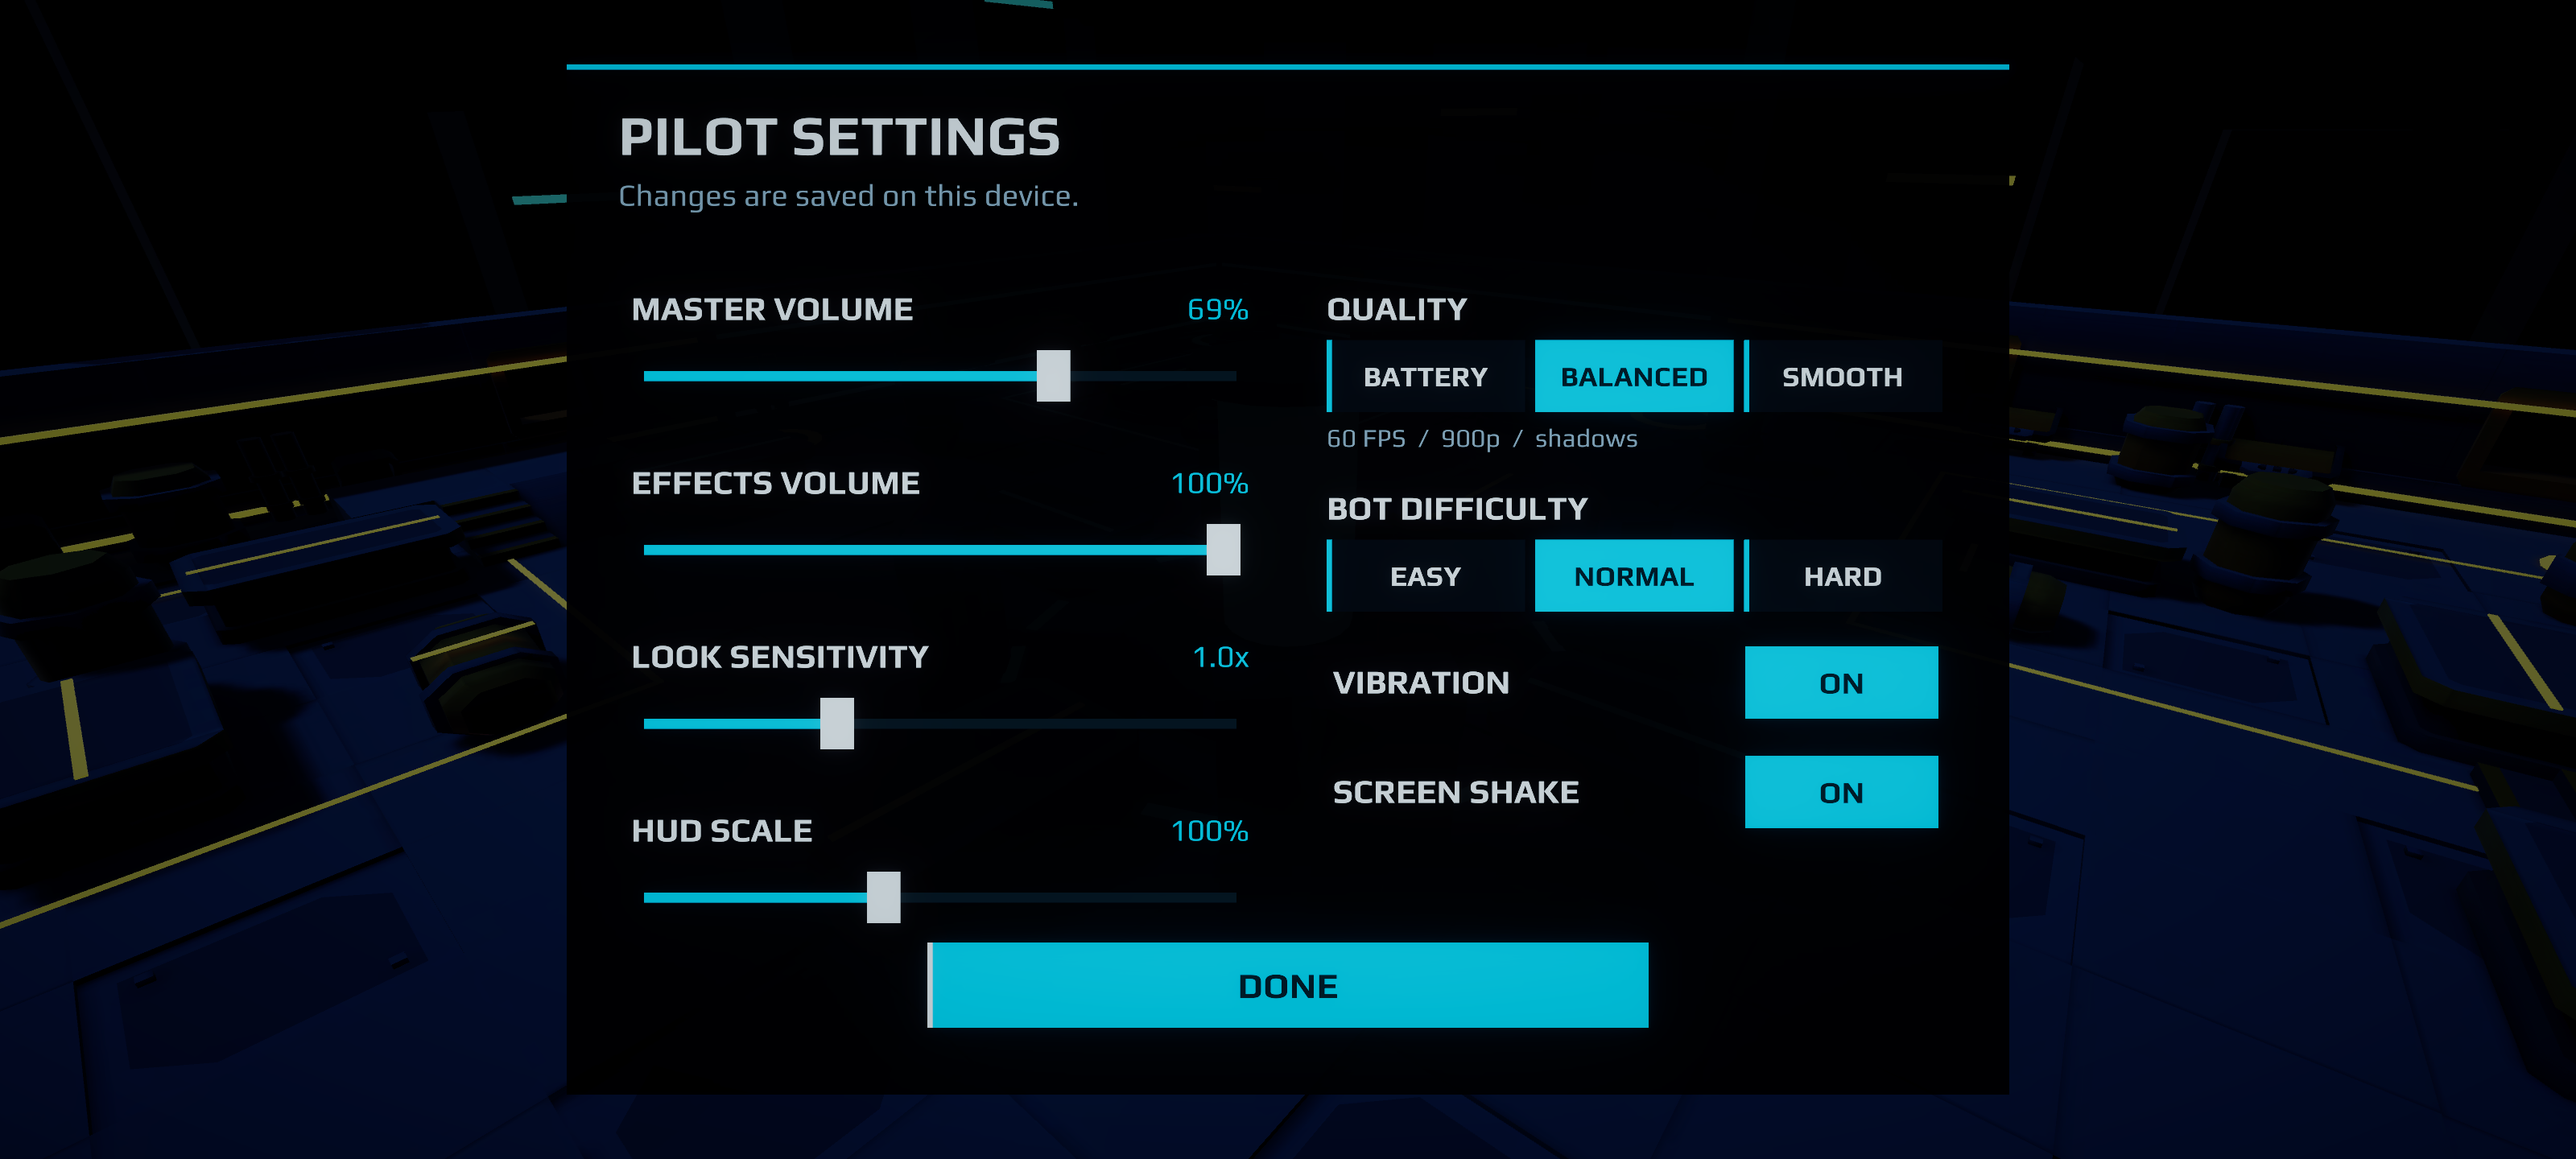 PILOT SETTINGS
Changes are saved on this device.
MASTER VOLUME 69%
EFFECTS VOLUME 100%
LOOK SENSITIVITY 1.0x
HUD SCALE 100%
QUALITY
BATTERY BALANCED SMOOTH
60 FPS / 900p / shadows
BOT DIFFICULTY
EASY NORMAL HARD
VIBRATION ON
SCREEN SHAKE ON
DONE